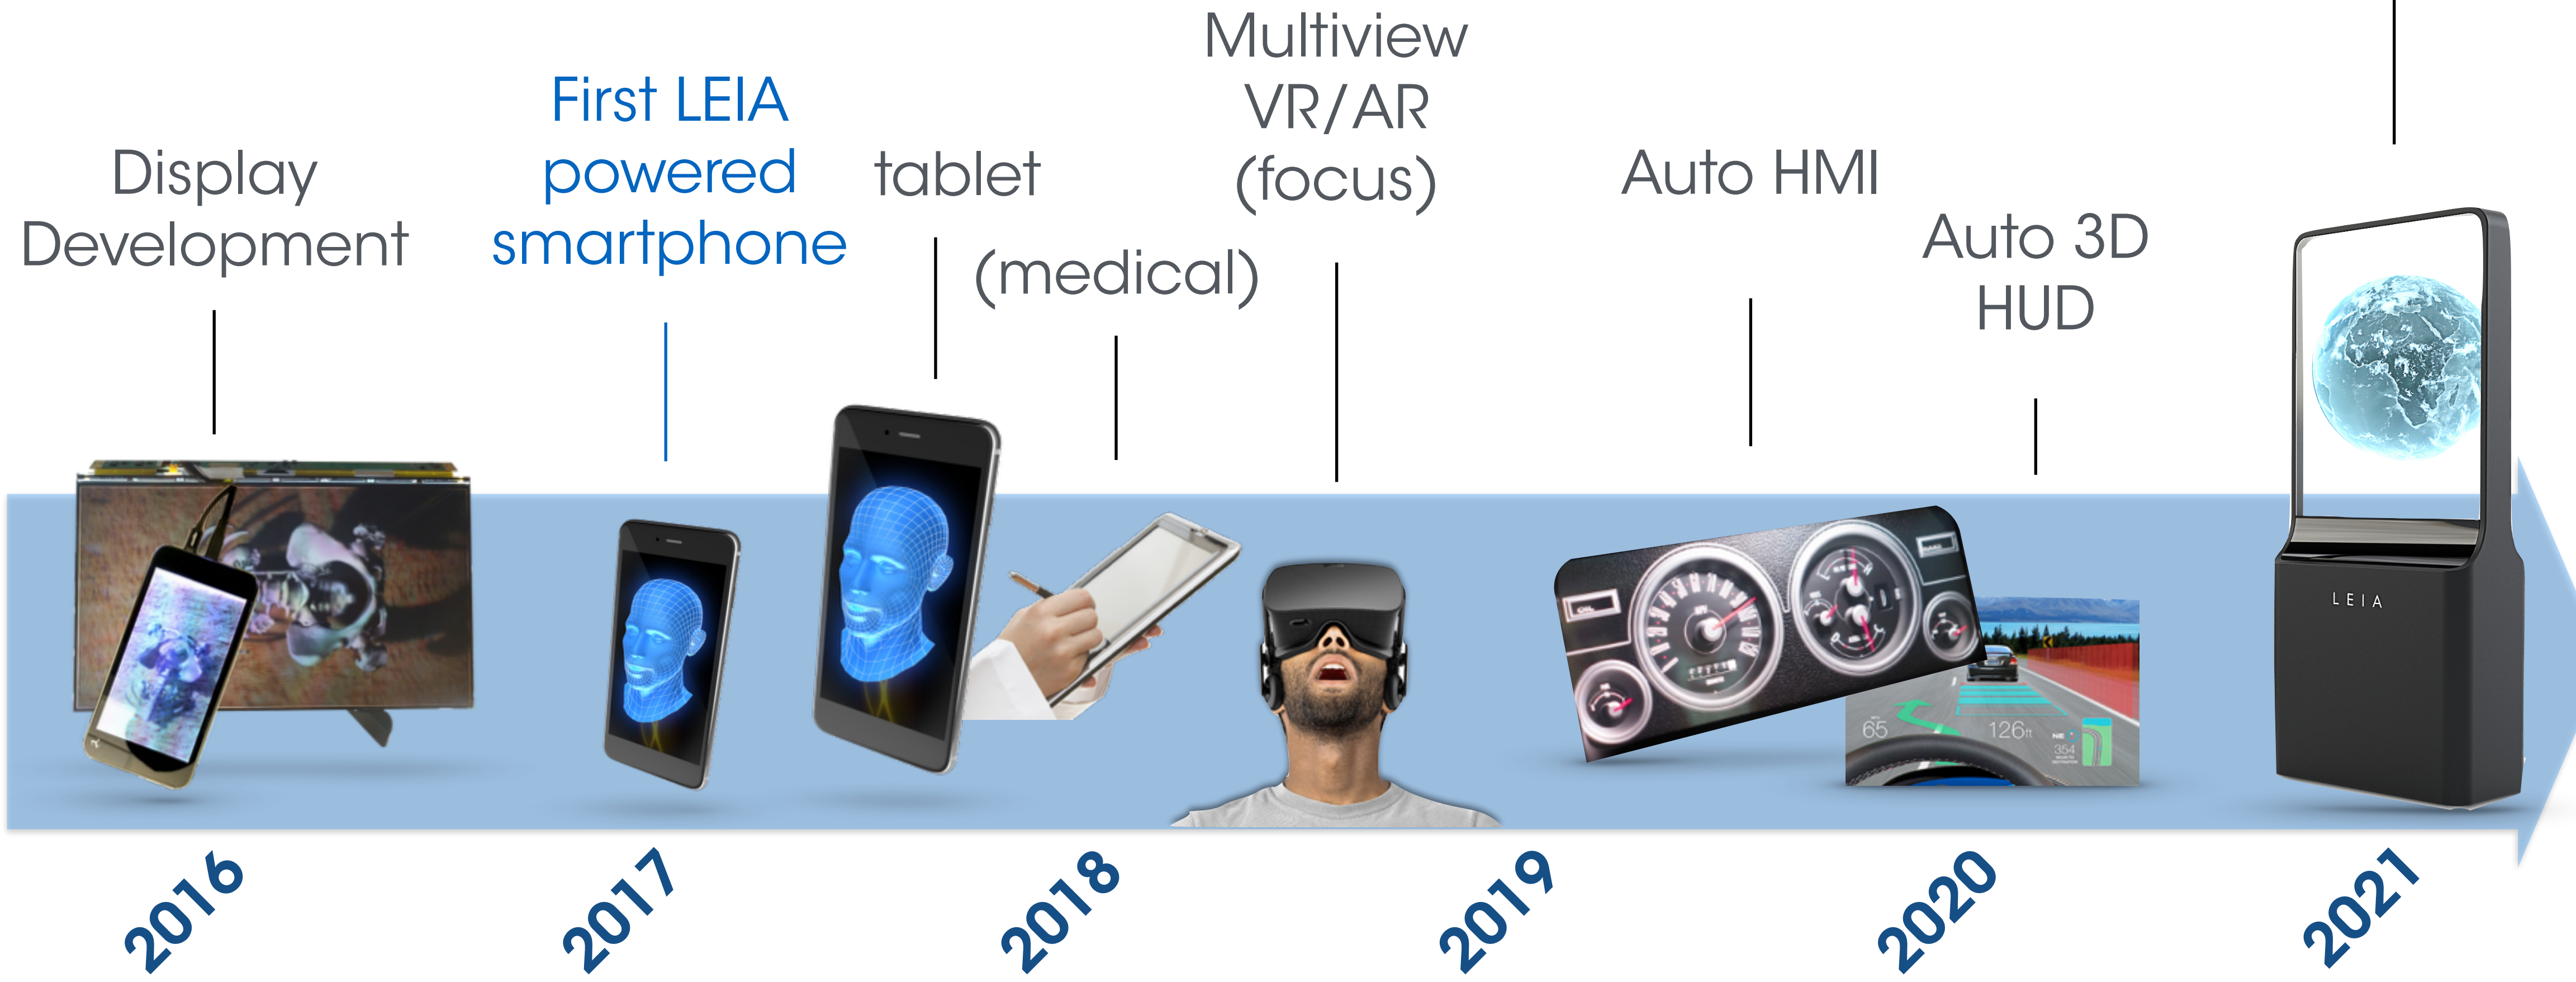 Display
Development
First LEIA
powered
smartphone
tablet
(medical)
Multiview
VR/AR
(focus)
Auto HMI
Auto 3D
HUD
LEIA
65
126ft
NE
354
2016
2017
2018
2019
2020
2021